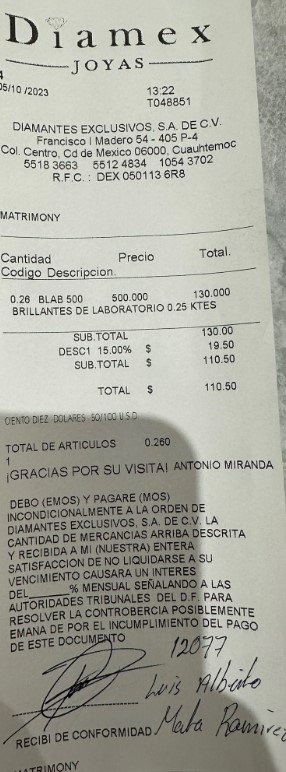 Diamex
JOYAS
05/10/2023 13:22
T048851
DIAMANTES EXCLUSIVOS, S.A. DE C.V.
Francisco I Madero 54 - 405 P-4
Col. Centro, Cd de Mexico 06000, Cuauhtemoc
5518 3663 5512 4834 1054 3702
R.F.C. : DEX 050113 6R8
MATRIMONY
Cantidad Precio Total.
Codigo Descripcion.
0.26 BLAB 500 500.000 130.000
BRILLANTES DE LABORATORIO 0.25 KTES
SUB.TOTAL 130.00
DESC1 15.00% $ 19.50
SUB.TOTAL $ 110.50
TOTAL $ 110.50
CIENTO DIEZ DOLARES 50/100 U.S.D.
TOTAL DE ARTICULOS 0.260
1
¡GRACIAS POR SU VISITA! ANTONIO MIRANDA
DEBO (EMOS) Y PAGARE (MOS)
INCONDICIONALMENTE A LA ORDEN DE
DIAMANTES EXCLUSIVOS, S.A. DE C.V. LA
CANTIDAD DE MERCANCIAS ARRIBA DESCRITA
Y RECIBIDA A MI (NUESTRA) ENTERA
SATISFACCION DE NO LIQUIDARSE A SU
VENCIMIENTO CAUSARA UN INTERES
DEL______% MENSUAL SEÑALANDO A LAS
AUTORIDADES TRIBUNALES DEL D.F. PARA
RESOLVER LA CONTROBERCIA POSIBLEMENTE
EMANA DE POR EL INCUMPLIMIENTO DEL PAGO
DE ESTE DOCUMENTO
12077
Luis Alberto
RECIBI DE CONFORMIDAD Mata Ramirez
MATRIMONY